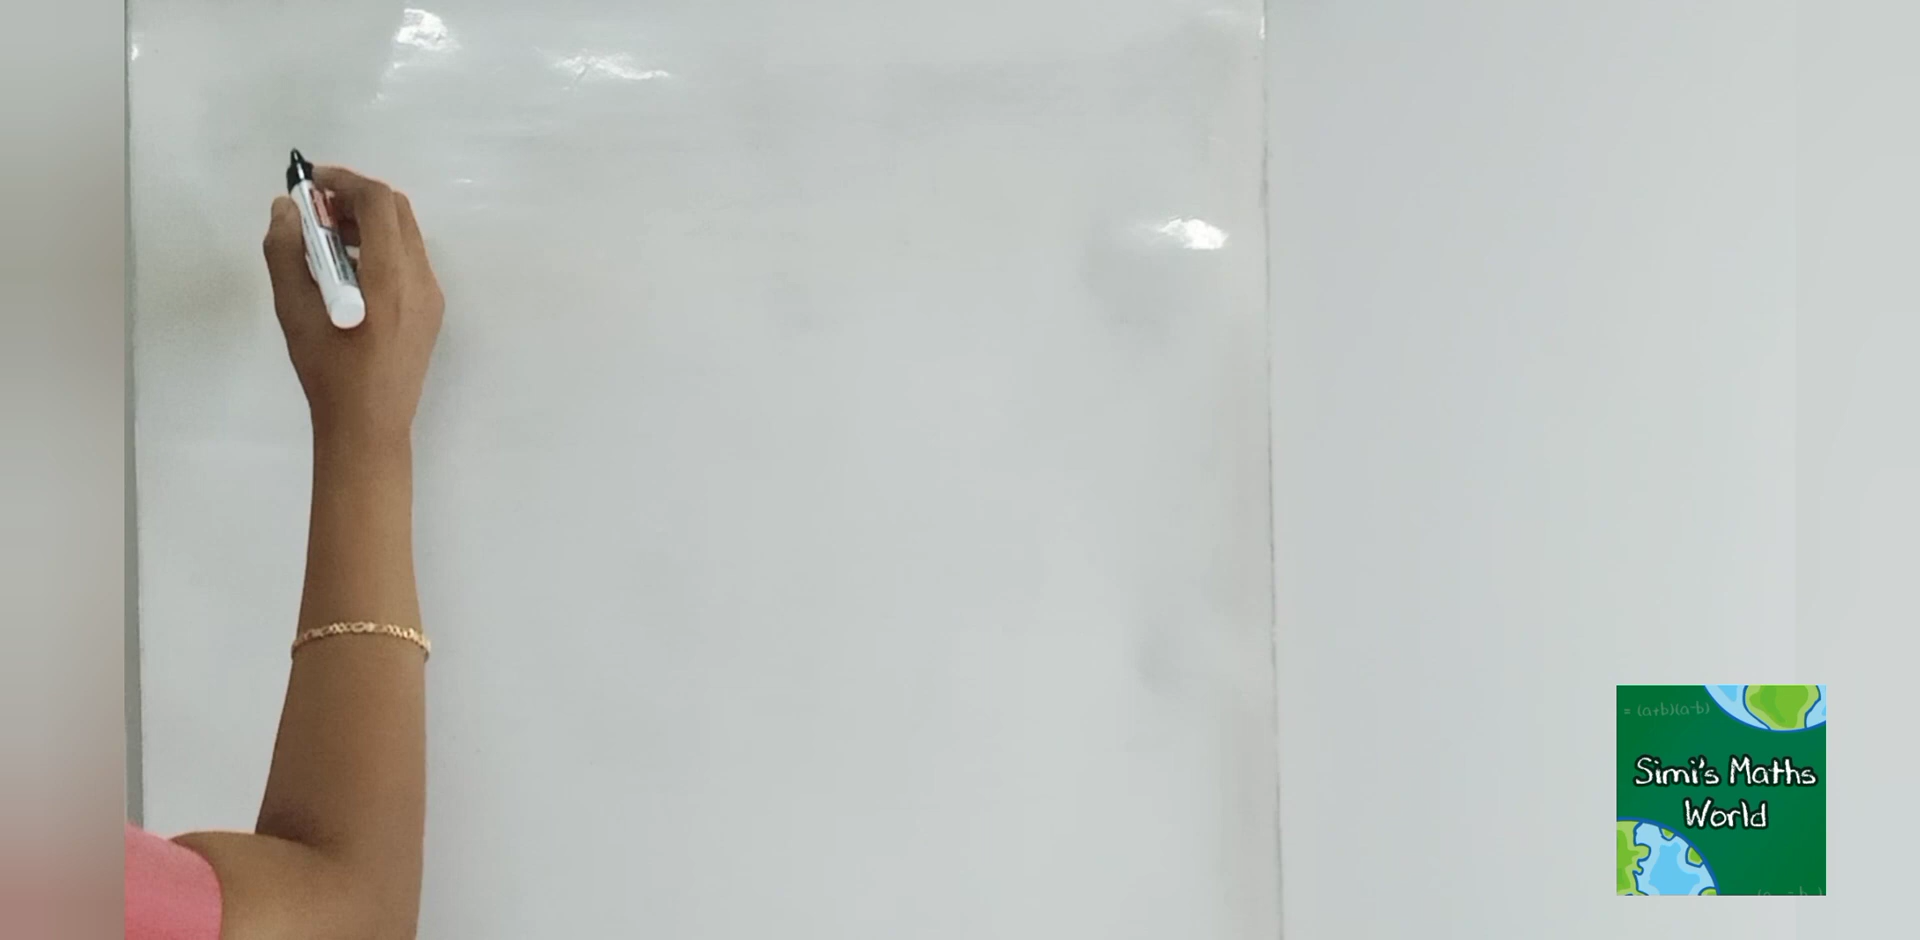 = (a+b)(a-b)
Simi's Maths
World